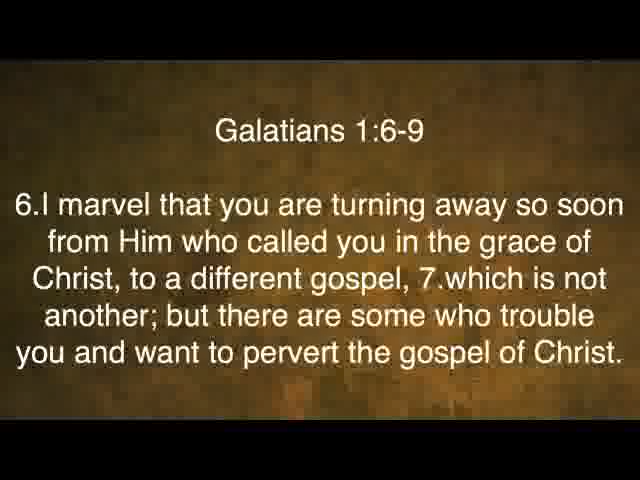 Galatians 1:6-9
6.I marvel that you are turning away so soon
from Him who called you in the grace of
Christ, to a different gospel, 7.which is not
another; but there are some who trouble
you and want to pervert the gospel of Christ.